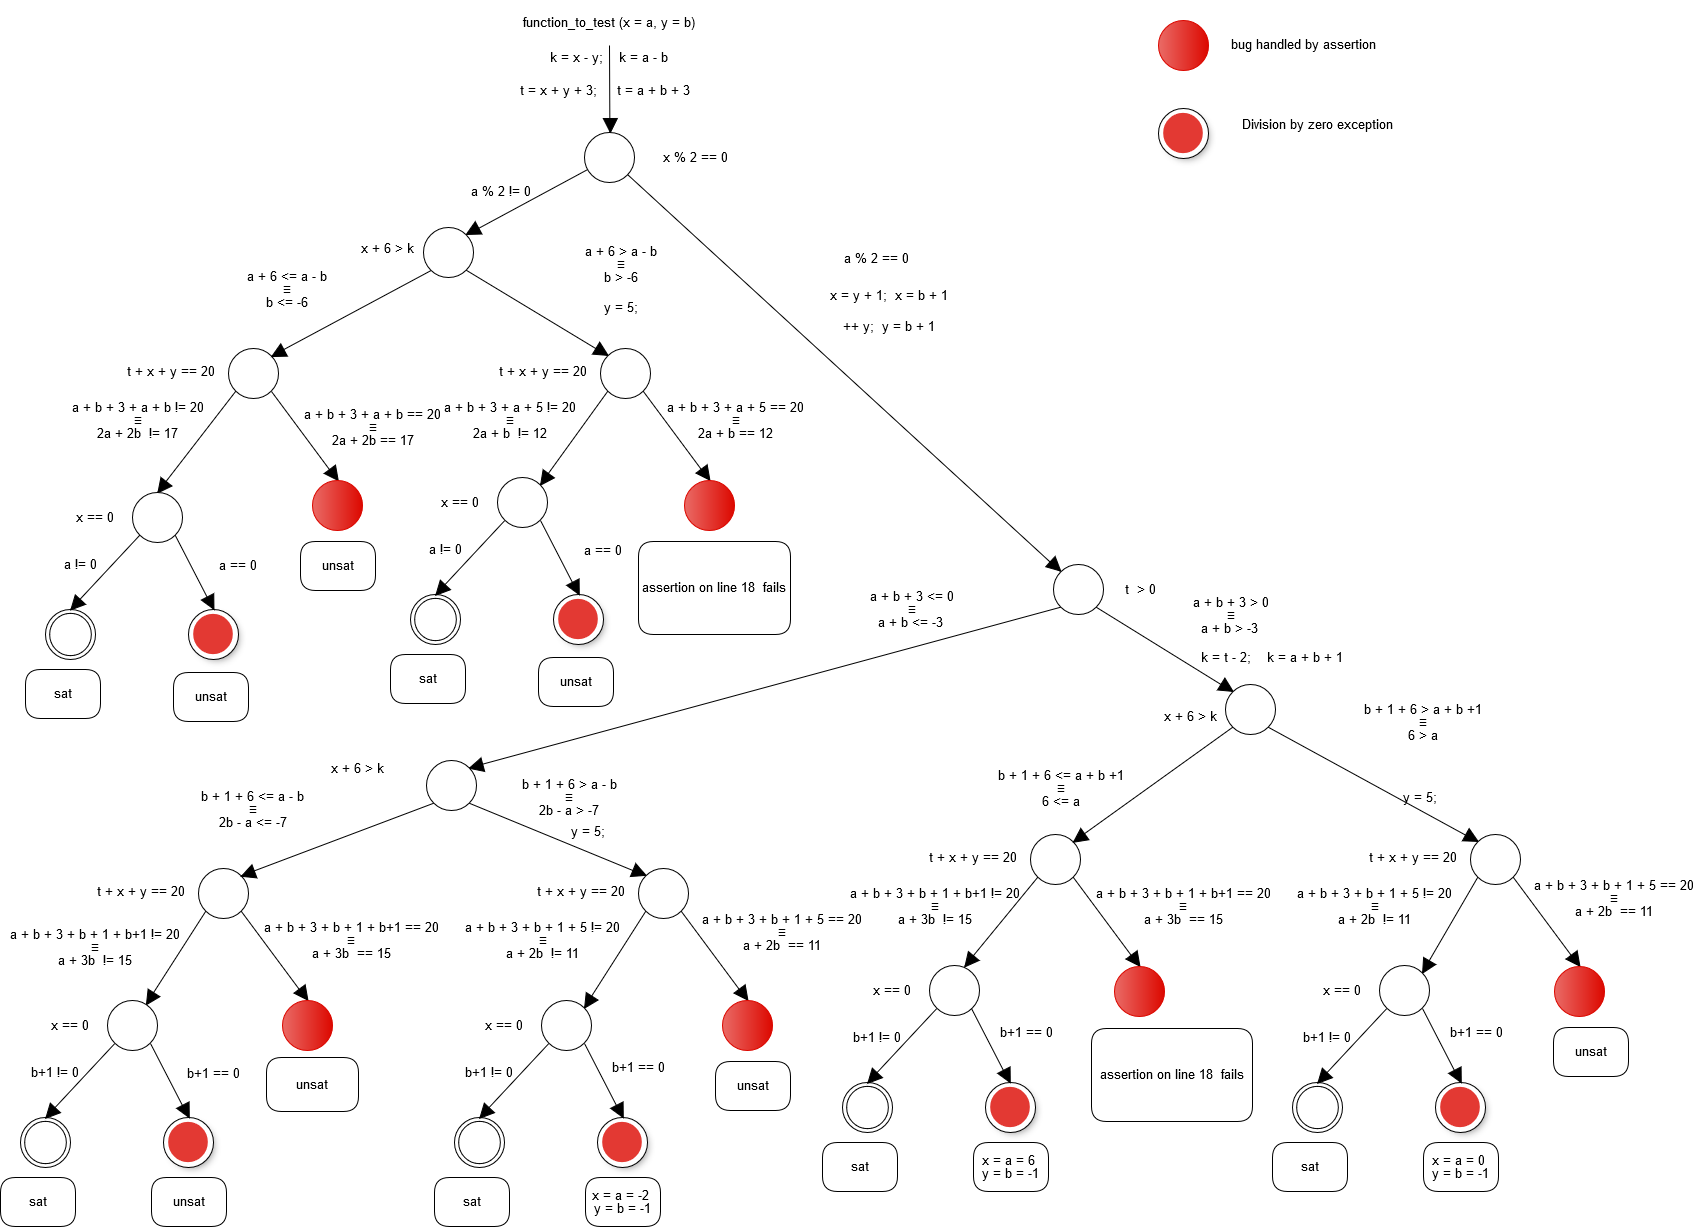 function_to_test (x = a, y = b)
k = x - y; k = a - b
t = x + y + 3; t = a + b + 3
bug handled by assertion
Division by zero exception
x % 2 == 0
a % 2 != 0
x + 6 > k
a + 6 <= a - b
≡
b <= -6
a + 6 > a - b
≡
b > -6
y = 5;
a % 2 == 0
x = y + 1; x = b + 1
++ y; y = b + 1
t + x + y == 20
a + b + 3 + a + b != 20
≡
2a + 2b != 17
a + b + 3 + a + b == 20
≡
2a + 2b == 17
t + x + y == 20
a + b + 3 + a + 5 != 20
≡
2a + b != 12
a + b + 3 + a + 5 == 20
≡
2a + b == 12
x == 0
a != 0
a == 0
unsat
sat
unsat
x == 0
a != 0
a == 0
assertion on line 18 fails
sat
unsat
t > 0
a + b + 3 <= 0
≡
a + b <= -3
a + b + 3 > 0
≡
a + b > -3
k = t - 2; k = a + b + 1
x + 6 > k
b + 1 + 6 <= a - b
≡
2b - a <= -7
b + 1 + 6 > a - b
≡
2b - a > -7
y = 5;
x + 6 > k
b + 1 + 6 <= a + b +1
≡
6 <= a
b + 1 + 6 > a + b +1
≡
6 > a
y = 5;
t + x + y == 20
a + b + 3 + b + 1 + b+1 != 20
≡
a + 3b != 15
a + b + 3 + b + 1 + b+1 == 20
≡
a + 3b == 15
t + x + y == 20
a + b + 3 + b + 1 + 5 != 20
≡
a + 2b != 11
a + b + 3 + b + 1 + 5 == 20
≡
a + 2b == 11
t + x + y == 20
a + b + 3 + b + 1 + b+1 != 20
≡
a + 3b != 15
a + b + 3 + b + 1 + b+1 == 20
≡
a + 3b == 15
t + x + y == 20
a + b + 3 + b + 1 + 5 != 20
≡
a + 2b != 11
a + b + 3 + b + 1 + 5 == 20
≡
a + 2b == 11
x == 0
b+1 != 0
b+1 == 0
unsat
sat
unsat
x == 0
b+1 != 0
b+1 == 0
unsat
sat
x = a = -2
y = b = -1
x == 0
b+1 != 0
b+1 == 0
assertion on line 18 fails
sat
x = a = 6
y = b = -1
x == 0
b+1 != 0
b+1 == 0
unsat
sat
x = a = 0
y = b = -1